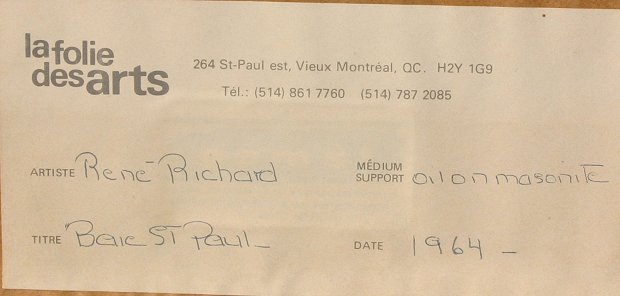 la folie
des arts
264 St-Paul est, Vieux Montréal, QC. H2Y 1G9
Tél.: (514) 861 7760 (514) 787 2085
ARTISTE René Richard
MÉDIUM
SUPPORT oil on masonite
TITRE "Baie ST Paul_
DATE 1964 –